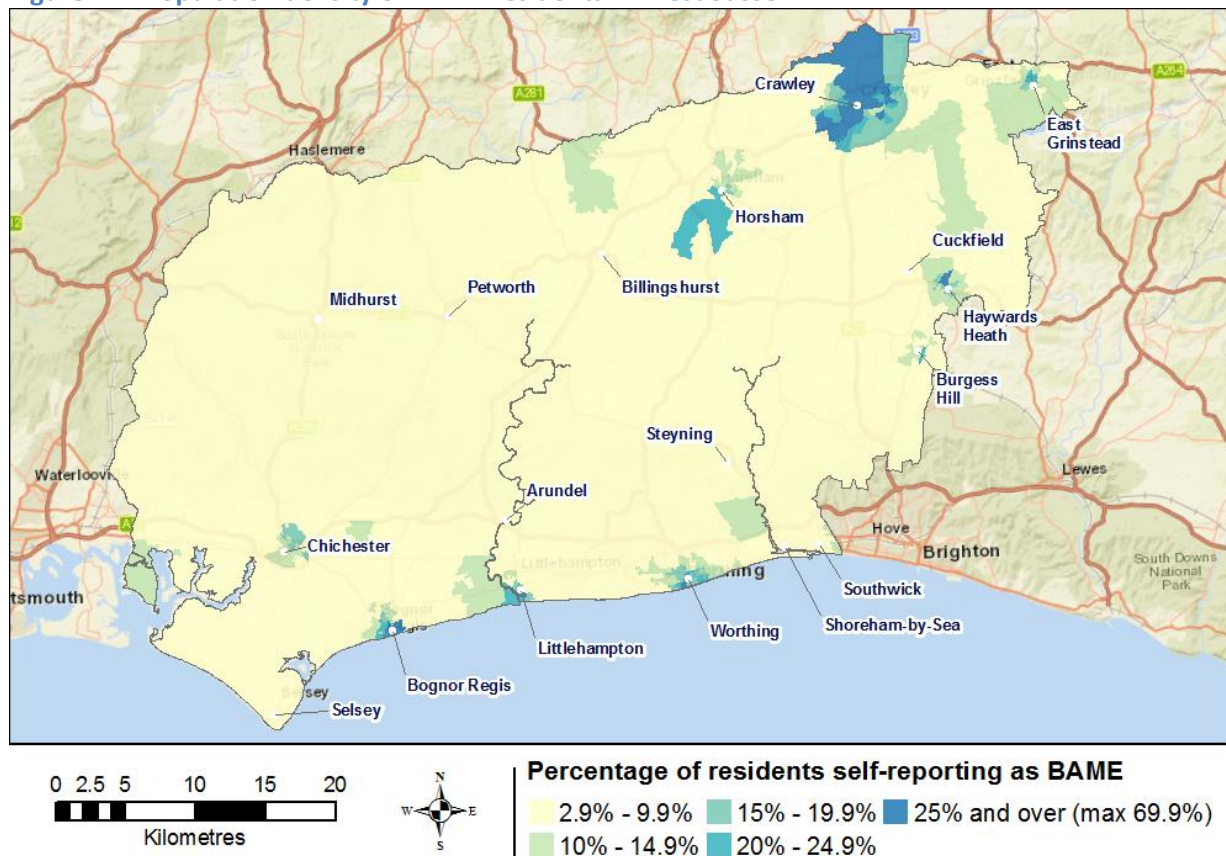 A281
A264
Crawley
East
Grinstead
Haslemere
Horsham
Cuckfield
Midhurst
Petworth
Billingshurst
Haywards
Heath
Burgess
Hill
Steyning
Waterlooville
Lewes
Arundel
Hove
Chichester
Littlehampton
Brighton
South Downs
National
Park
tsmouth
Southwick
Worthing
Shoreham-by-Sea
Littlehampton
Bognor Regis
Selsey
0 2.5 5 10 15 20
Kilometres
N
W E
S
Percentage of residents self-reporting as BAME
2.9% - 9.9% 15% - 19.9% 25% and over (max 69.9%)
10% - 14.9% 20% - 24.9%